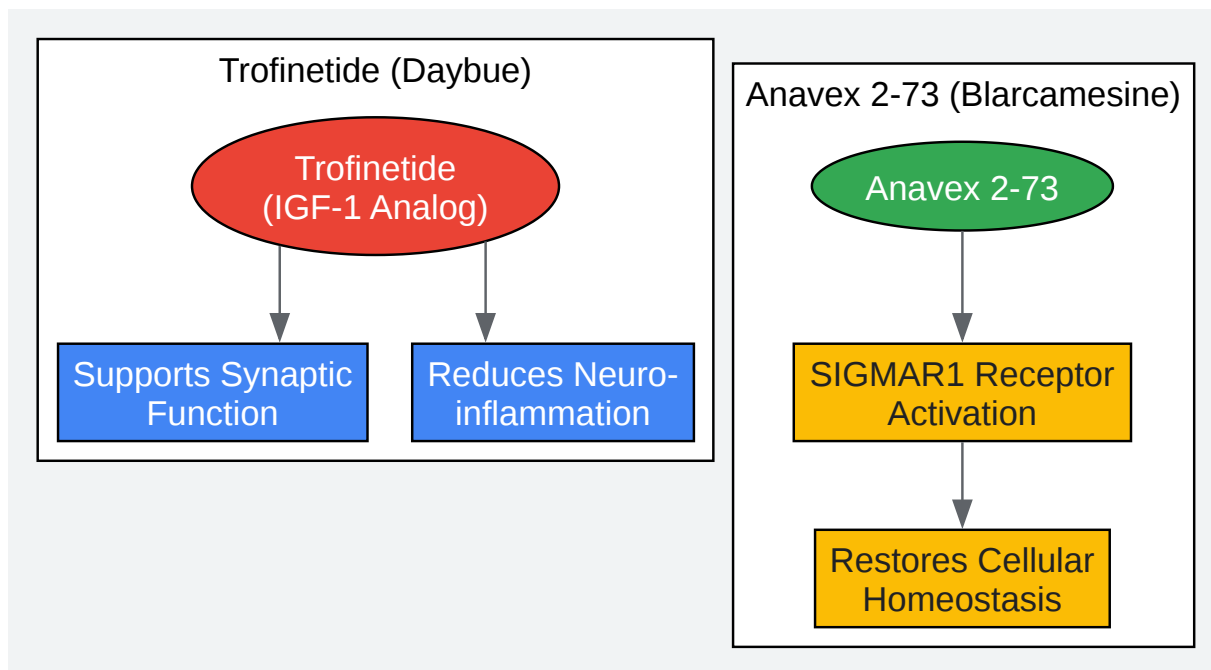 Trofinetide (Daybue)
Trofinetide
(IGF-1 Analog)
Supports Synaptic
Function
Reduces Neuro-
inflammation
Anavex 2-73 (Blarcamesine)
Anavex 2-73
SIGMAR1 Receptor
Activation
Restores Cellular
Homeostasis